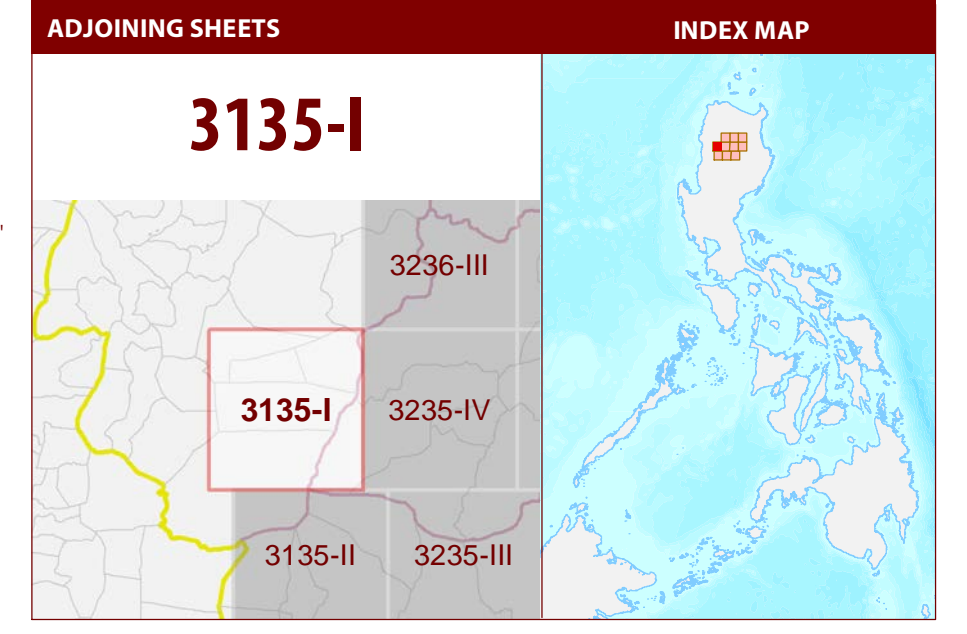 ADJOINING SHEETS
INDEX MAP
3135-I
3236-III
3135-I
3235-IV
3135-II
3235-III